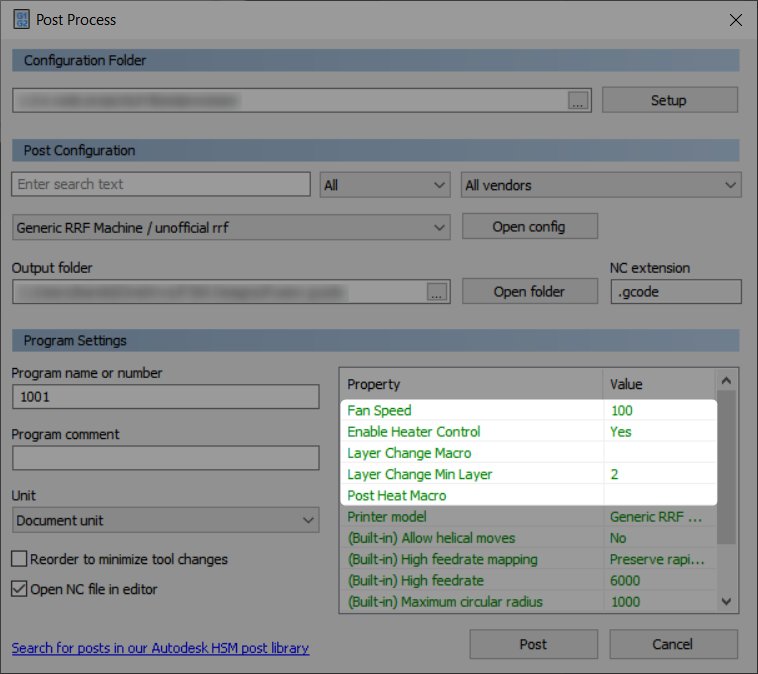 G1
G2
Post Process
Configuration Folder
...
Setup
Post Configuration
Enter search text
All
All vendors
Generic RRF Machine / unofficial rrf
Open config
Output folder
NC extension
...
Open folder
.gcode
Program Settings
Program name or number
1001
Program comment
Unit
Document unit
Reorder to minimize tool changes
Open NC file in editor
Property Value
Fan Speed 100
Enable Heater Control Yes
Layer Change Macro
Layer Change Min Layer 2
Post Heat Macro
Printer model Generic RRF ...
(Built-in) Allow helical moves No
(Built-in) High feedrate mapping Preserve rapi...
(Built-in) High feedrate 6000
(Built-in) Maximum circular radius 1000
Search for posts in our Autodesk HSM post library
Post
Cancel